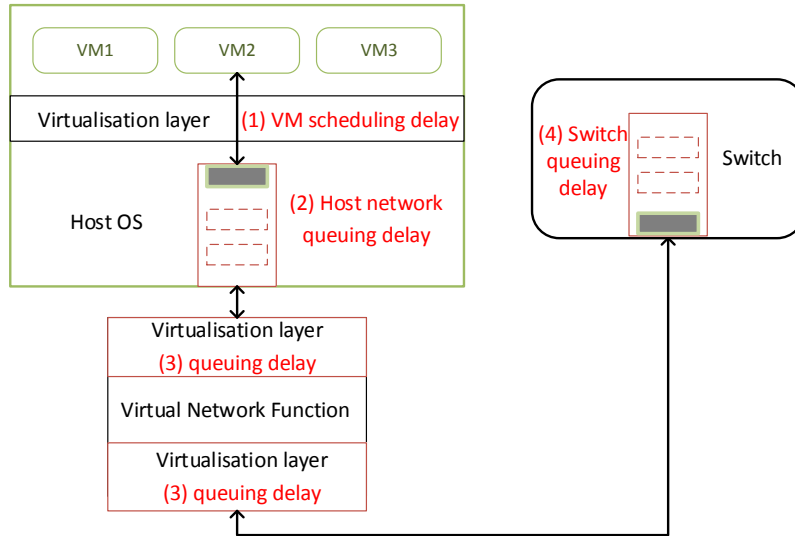 VM1
VM2
VM3
Virtualisation layer
(1) VM scheduling delay
Host OS
(2) Host network
queuing delay
Virtualisation layer
(3) queuing delay
Virtual Network Function
Virtualisation layer
(3) queuing delay
(4) Switch
queuing
delay
Switch